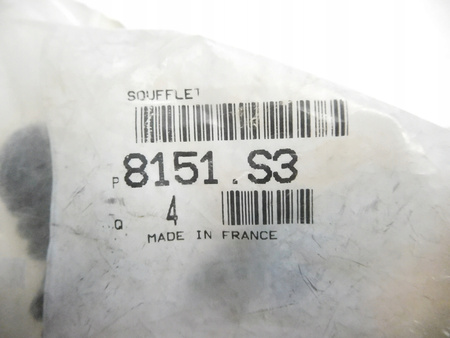 SOUFFLET
P 8151.S3
Q 4
MADE IN FRANCE